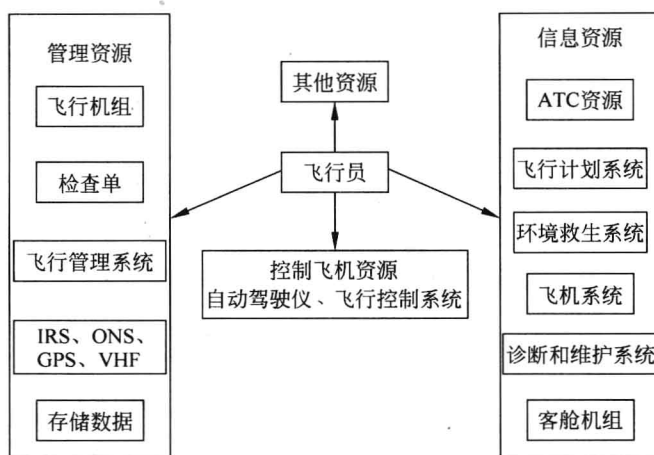 管理资源
飞行机组
检查单
飞行管理系统
IRS、ONS、
GPS、VHF
存储数据
其他资源
飞行员
控制飞机资源
自动驾驶仪、飞行控制系统
信息资源
ATC资源
飞行计划系统
环境救生系统
飞机系统
诊断和维护系统
客舱机组